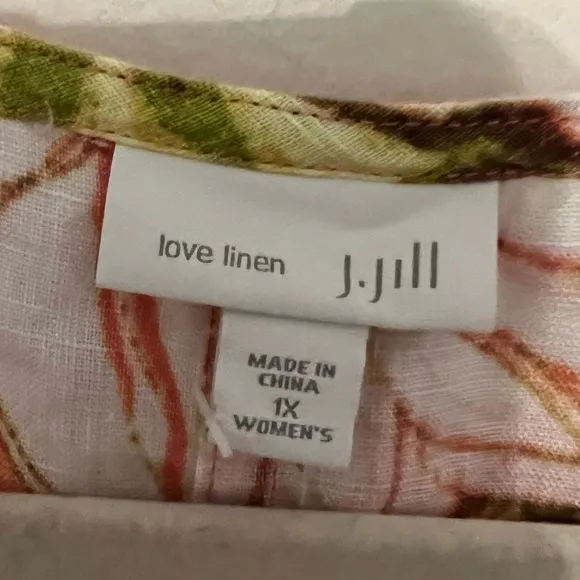 love linen J.Jill
MADE IN
CHINA
1X
WOMEN'S